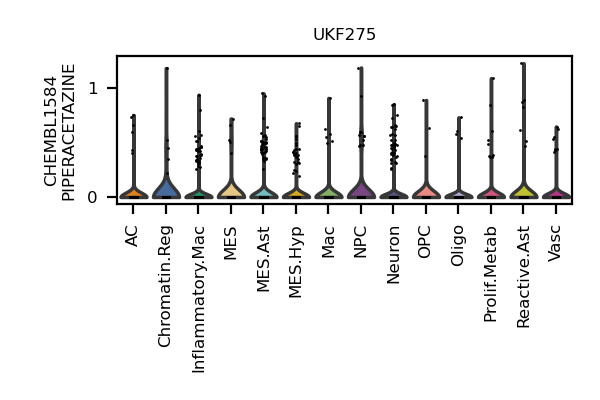 UKF275
CHEMBL1584
PIPERACETAZINE
1
0
AC
Chromatin.Reg
Inflammatory.Mac
MES
MES.Ast
MES.Hyp
Mac
NPC
Neuron
OPC
Oligo
Prolif.Metab
Reactive.Ast
Vasc